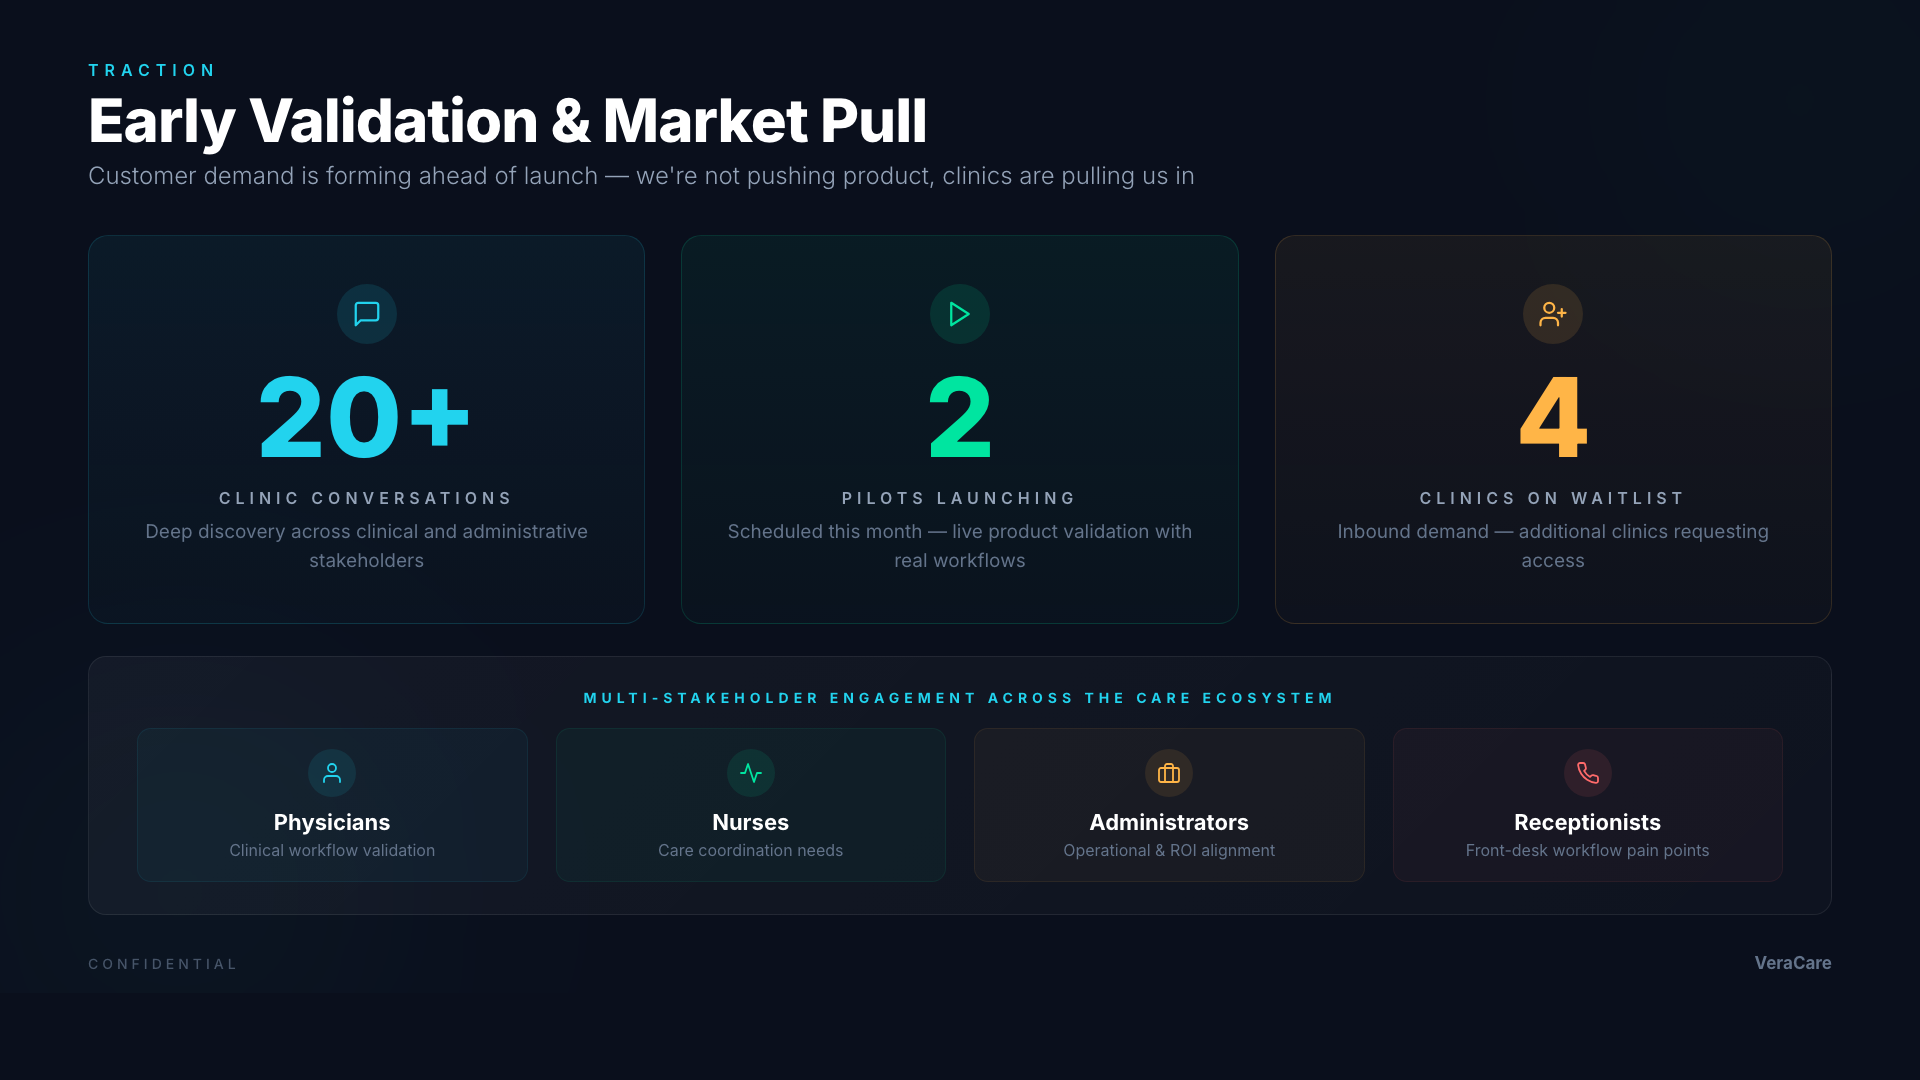 TRACTION
Early Validation & Market Pull
Customer demand is forming ahead of launch — we're not pushing product, clinics are pulling us in
20+
CLINIC CONVERSATIONS
Deep discovery across clinical and administrative
stakeholders
2
PILOTS LAUNCHING
Scheduled this month — live product validation with
real workflows
4
CLINICS ON WAITLIST
Inbound demand — additional clinics requesting
access
MULTI-STAKEHOLDER ENGAGEMENT ACROSS THE CARE ECOSYSTEM
Physicians
Clinical workflow validation
Nurses
Care coordination needs
Administrators
Operational & ROI alignment
Receptionists
Front-desk workflow pain points
CONFIDENTIAL
VeraCare